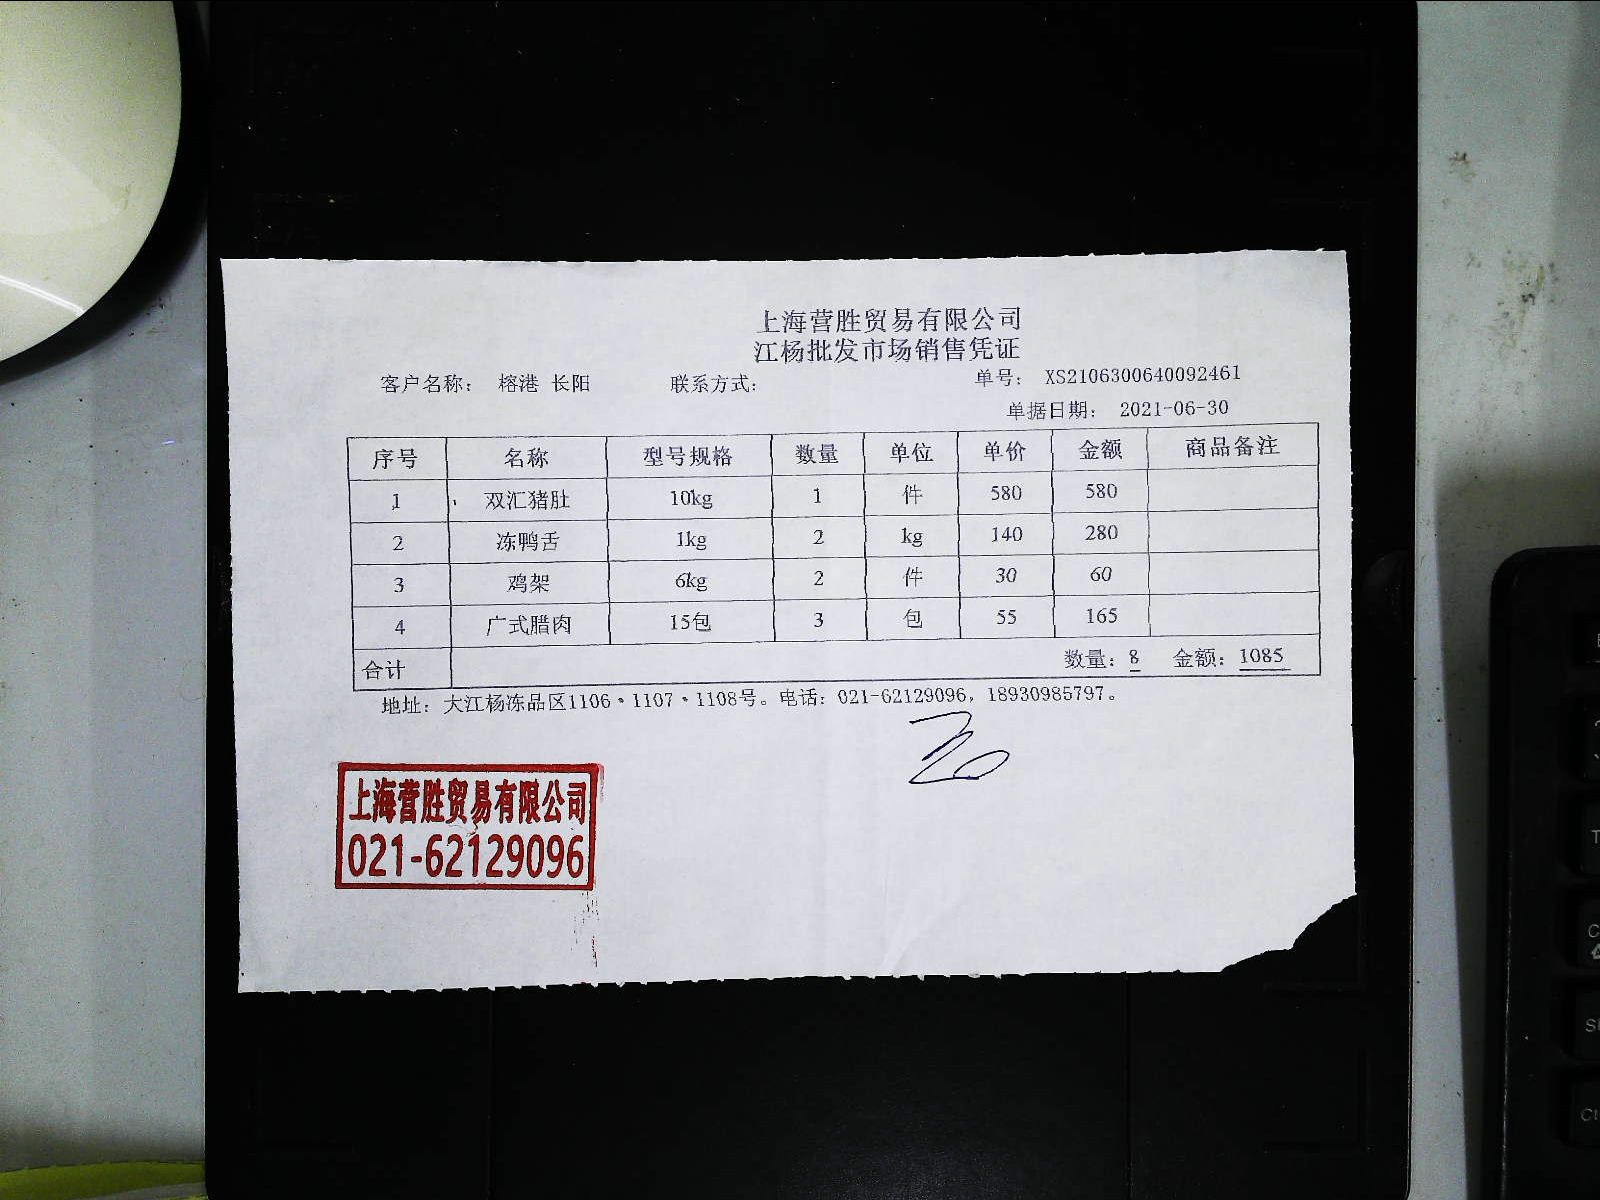 上海营胜贸易有限公司
江杨批发市场销售凭证
客户名称： 榕港 长阳 联系方式： 单号： XS2106300640092461
单据日期： 2021-06-30
序号 名称 型号规格 数量 单位 单价 金额 商品备注
1 双汇猪肚 10kg 1 件 580 580
2 冻鸭舌 1kg 2 kg 140 280
3 鸡架 6kg 2 件 30 60
4 广式腊肉 15包 3 包 55 165
合计 数量：8 金额：1085
地址：大江杨冻品区1106·1107·1108号。电话：021-62129096，18930985797。
上海营胜贸易有限公司
021-62129096